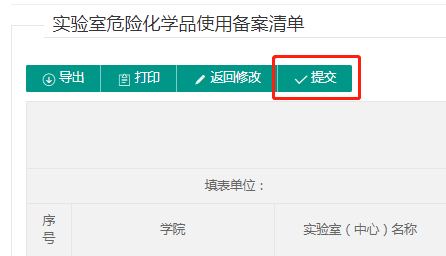 实验室危险化学品使用备案清单
导出 打印 返回修改 提交
填表单位：
序号 学院 实验室（中心）名称